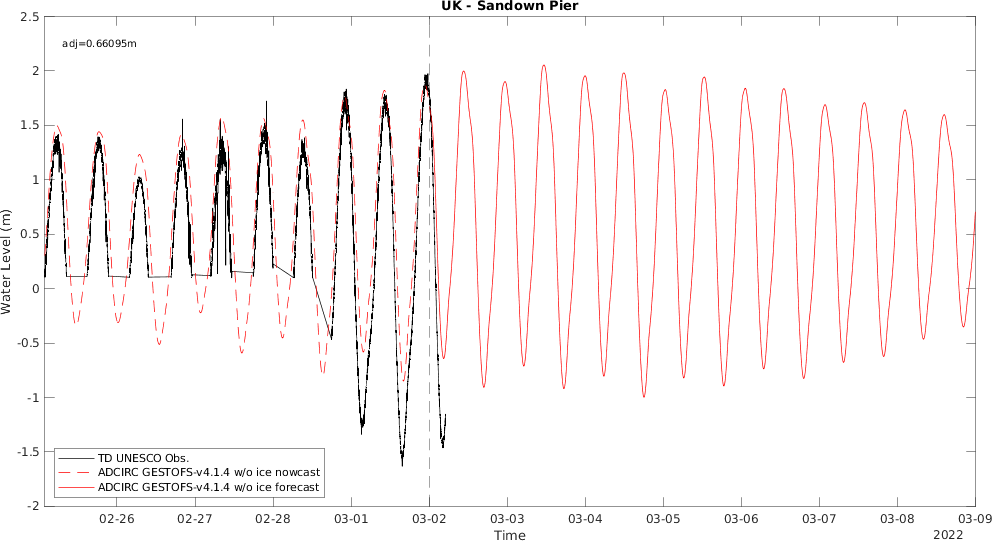 UK - Sandown Pier
adj=0.66095m
Water Level (m)
2.5
2
1.5
1
0.5
0
-0.5
-1
-1.5
-2
TD UNESCO Obs.
ADCIRC GESTOFS-v4.1.4 w/o ice nowcast
ADCIRC GESTOFS-v4.1.4 w/o ice forecast
02-26 02-27 02-28 03-01 03-02 03-03 03-04 03-05 03-06 03-07 03-08 03-09
Time
2022